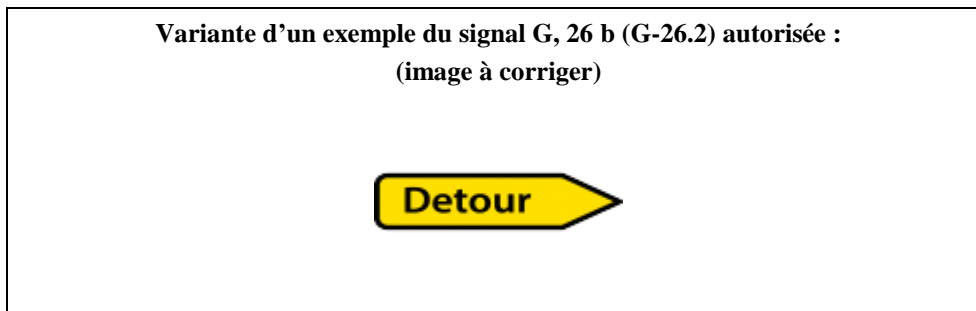 Variante d’un exemple du signal G, 26 b (G-26.2) autorisée :
(image à corriger)
Detour